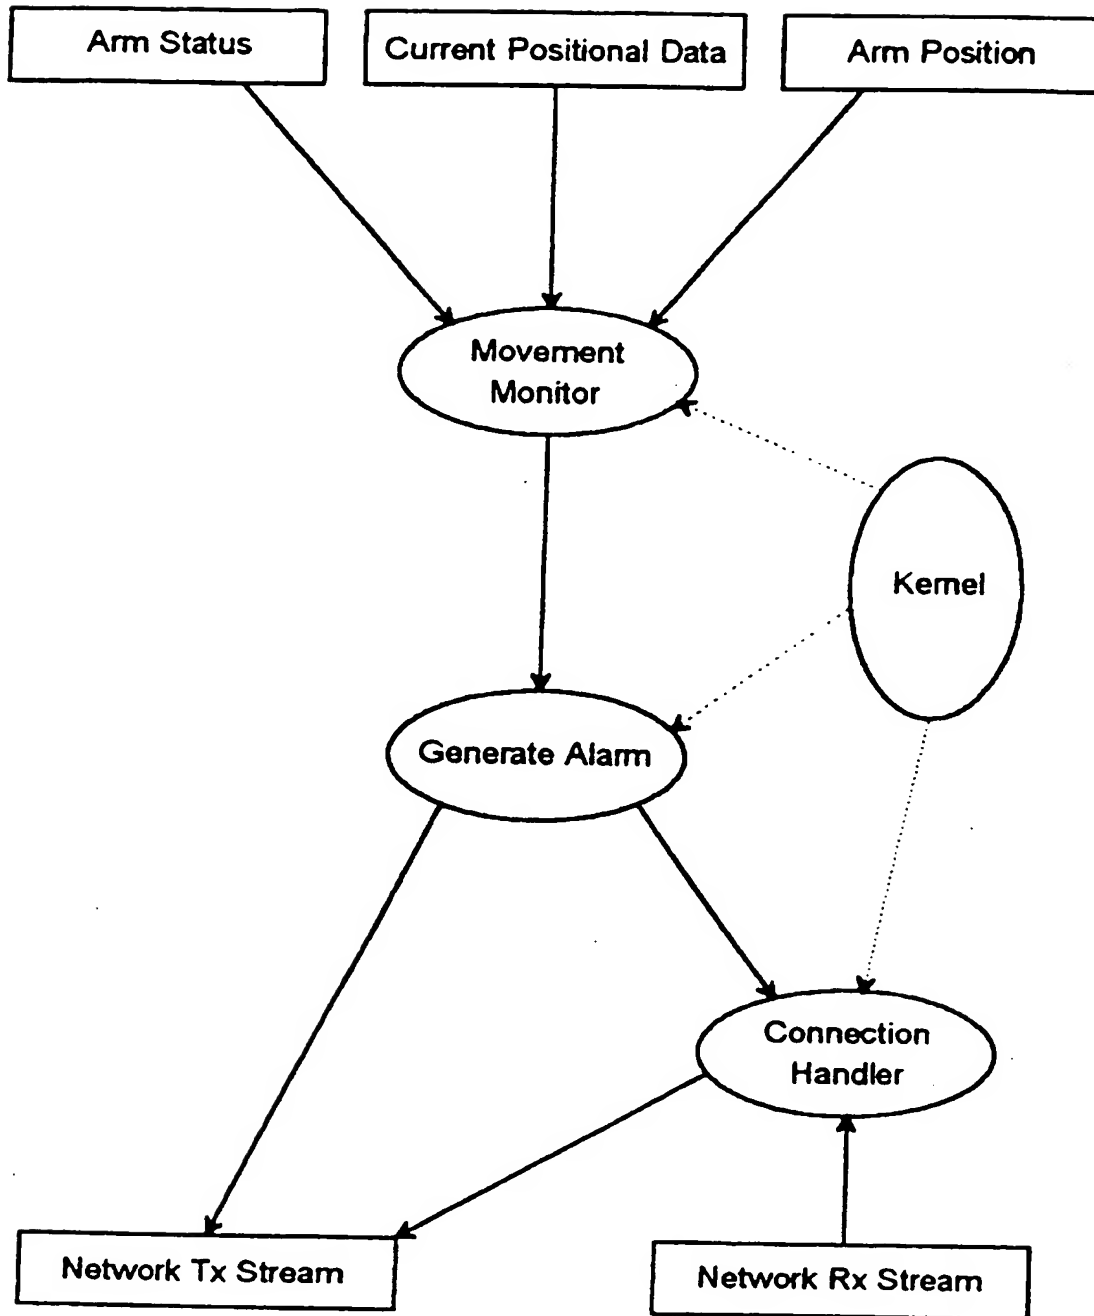 Arm Status
Current Positional Data
Arm Position
Movement
Monitor
Kernel
Generate Alarm
Connection
Handler
Network Tx Stream
Network Rx Stream